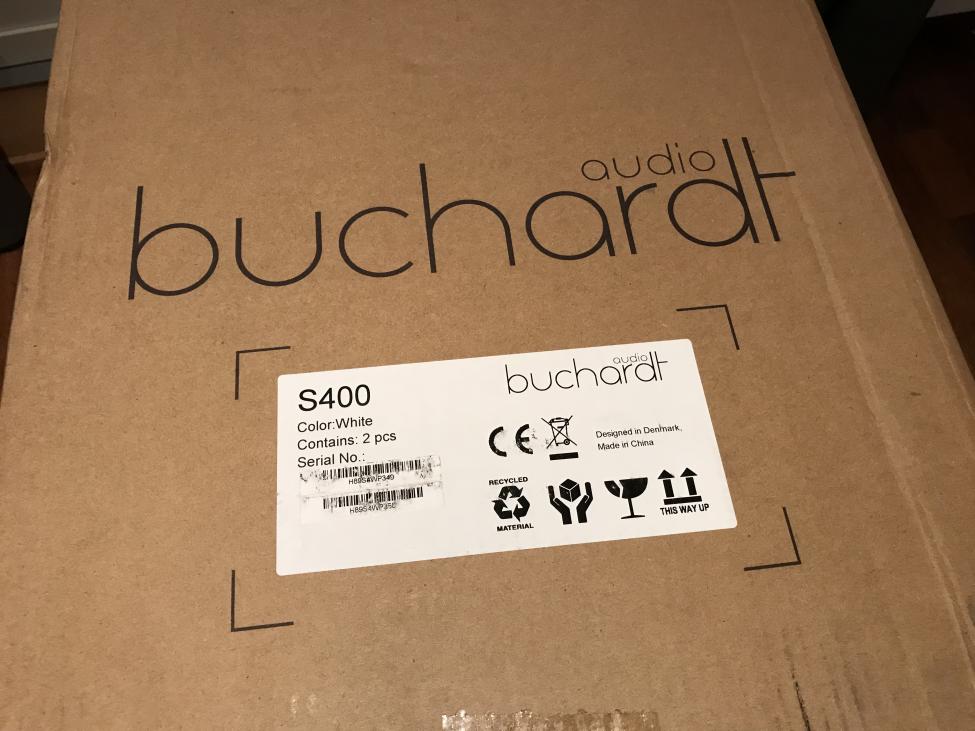 audio
buchardt
S400
Color:White
Contains: 2 pcs
Serial No.:
H89S4WP349
audio
buchardt
CE
Designed in Denmark,
Made in China
RECYCLED
MATERIAL
THIS WAY UP